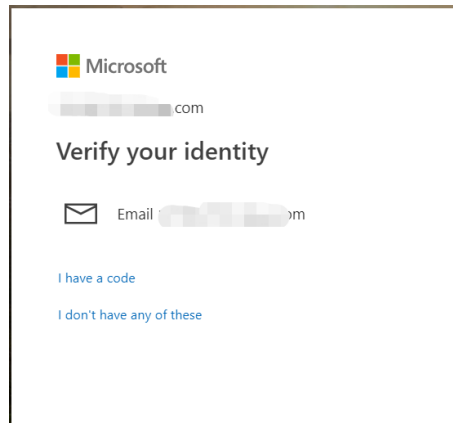 Microsoft
.com
Verify your identity
Email om
I have a code
I don't have any of these